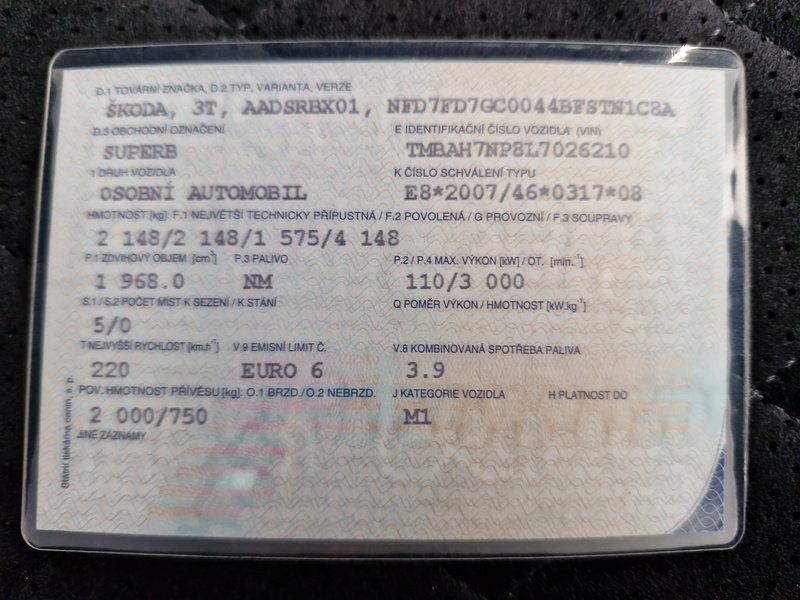 D.1 TOVÁRNÍ ZNAČKA, D.2 TYP, VARIANTA, VERZE
ŠKODA, 3T, AADSRBX01, NFD7FD7GC0044BFSTN1C8A
D.3 OBCHODNÍ OZNAČENÍ E IDENTIFIKAČNÍ ČÍSLO VOZIDLA (VIN)
SUPERB TMBAH7NP8L7026210
1 DRUH VOZIDLA K ČÍSLO SCHVÁLENÍ TYPU
OSOBNÍ AUTOMOBIL E8*2007/46*0317*08
HMOTNOST [kg]: F.1 NEJVĚTŠÍ TECHNICKY PŘÍPUSTNÁ / F.2 POVOLENÁ / G PROVOZNÍ / F.3 SOUPRAVY
2 148/2 148/1 575/4 148
P.1 ZDVIHOVÝ OBJEM [cm³] P.3 PALIVO P.2 / P.4 MAX. VÝKON [kW] / OT. [min.⁻¹]
1 968.0 NM 110/3 000
S.1 / S.2 POČET MÍST K SEZENÍ / K STÁNÍ Q POMĚR VÝKON / HMOTNOST [kW.kg⁻¹]
5/0
T NEJVYŠŠÍ RYCHLOST [km.h⁻¹] V.9 EMISNÍ LIMIT Č. V.8 KOMBINOVANÁ SPOTŘEBA PALIVA
220 EURO 6 3.9
POV. HMOTNOST PŘÍVĚSU [kg]: O.1 BRZD./O.2 NEBRZD. J KATEGORIE VOZIDLA H PLATNOST DO
2 000/750 M1
JINÉ ZÁZNAMY
Státní tiskárna cenin, s. p.